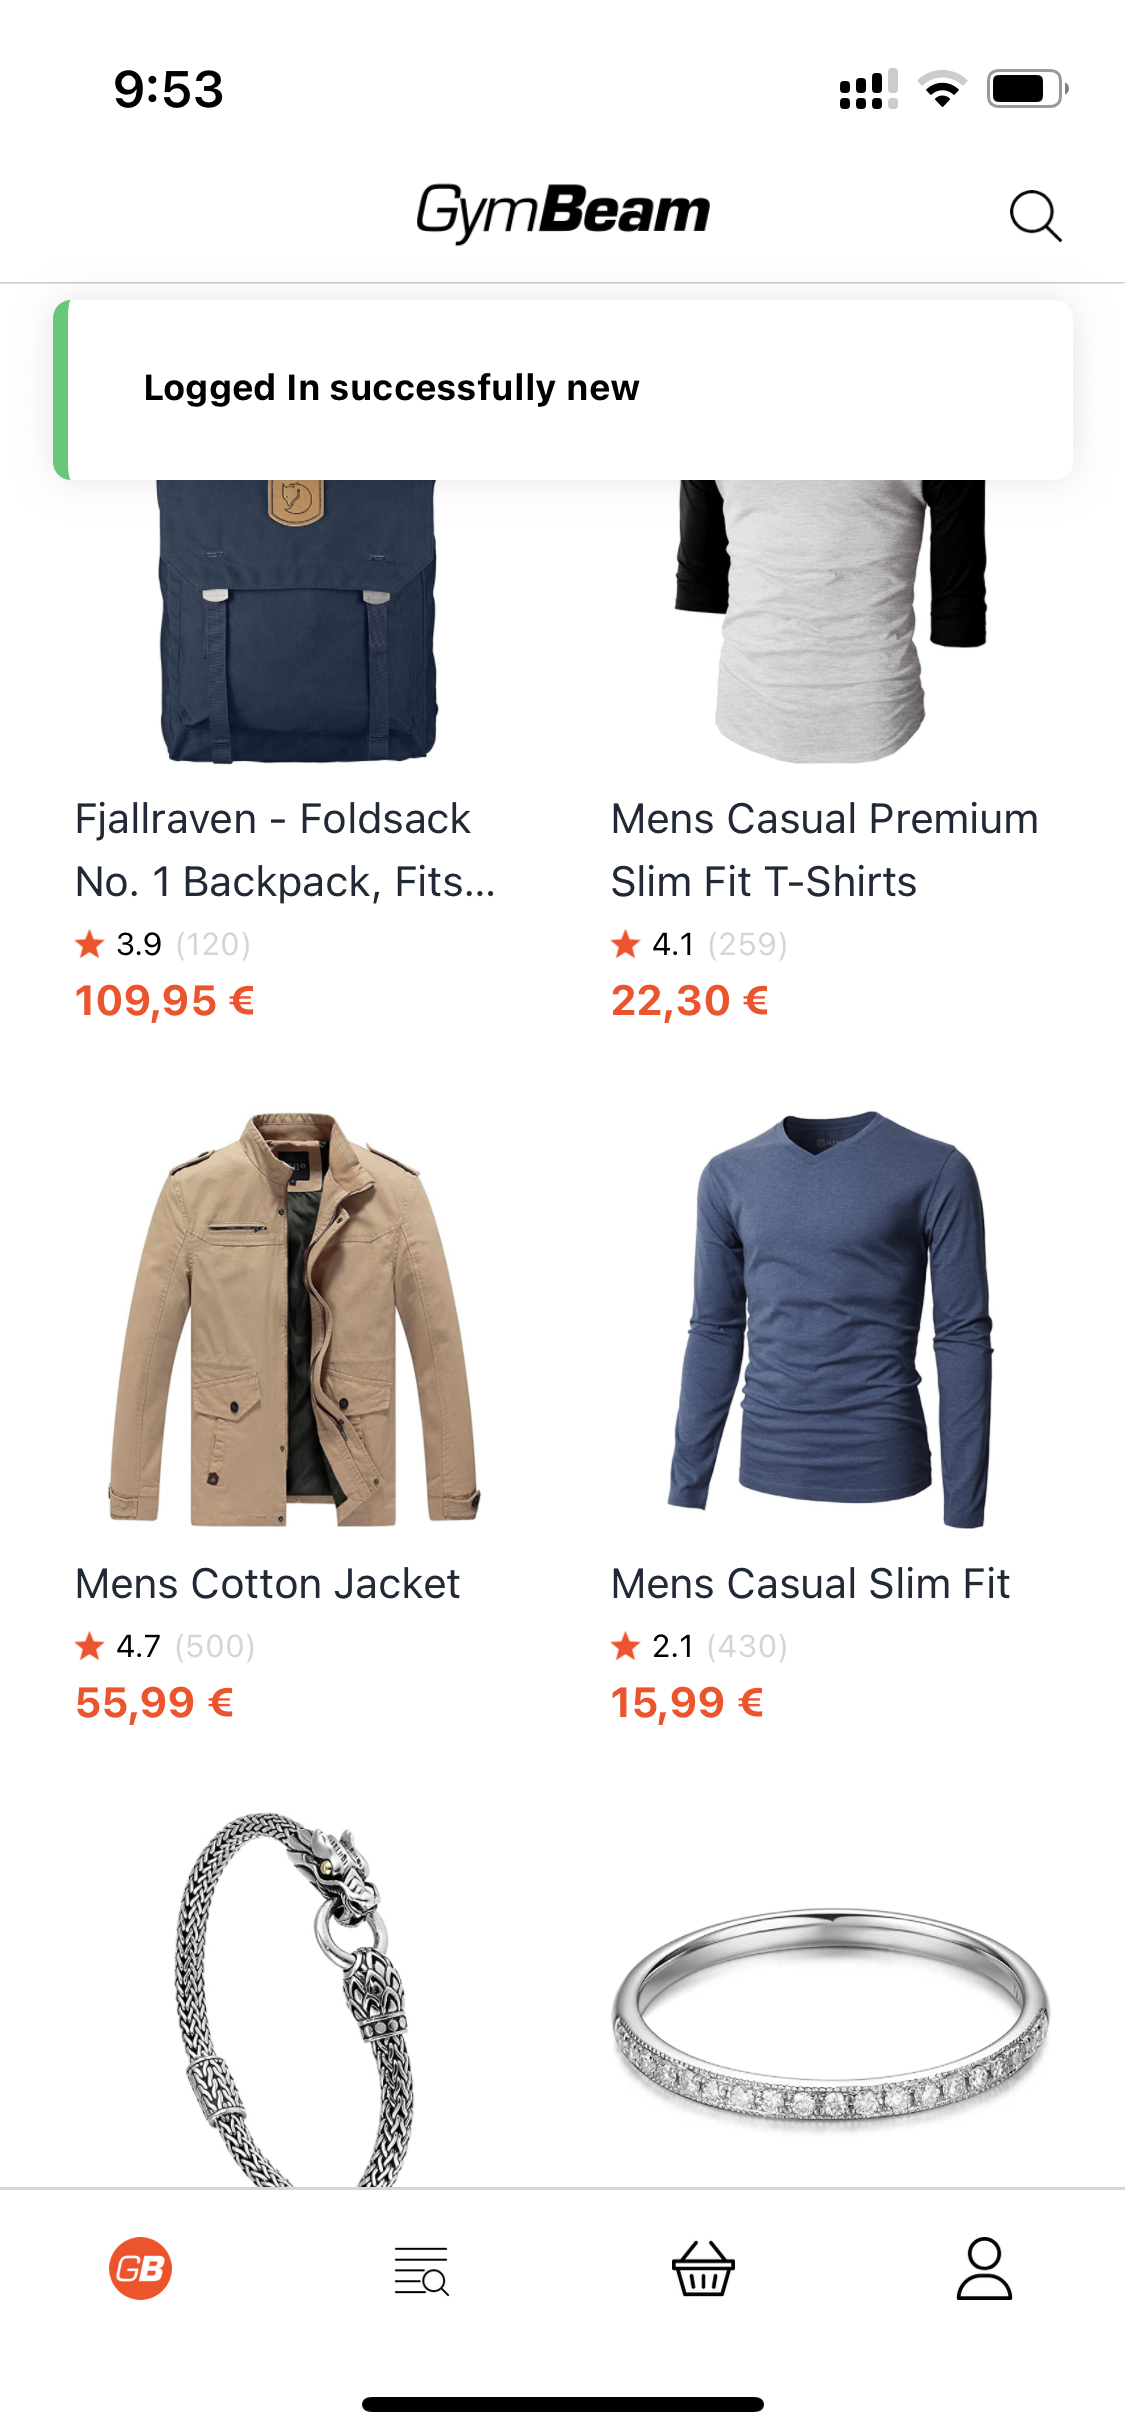 9:53
GymBeam
Logged In successfully new
Fjallraven - Foldsack
No. 1 Backpack, Fits...
3.9 (120)
109,95 €
Mens Casual Premium
Slim Fit T-Shirts
4.1 (259)
22,30 €
Mens Cotton Jacket
4.7 (500)
55,99 €
Mens Casual Slim Fit
2.1 (430)
15,99 €
GB